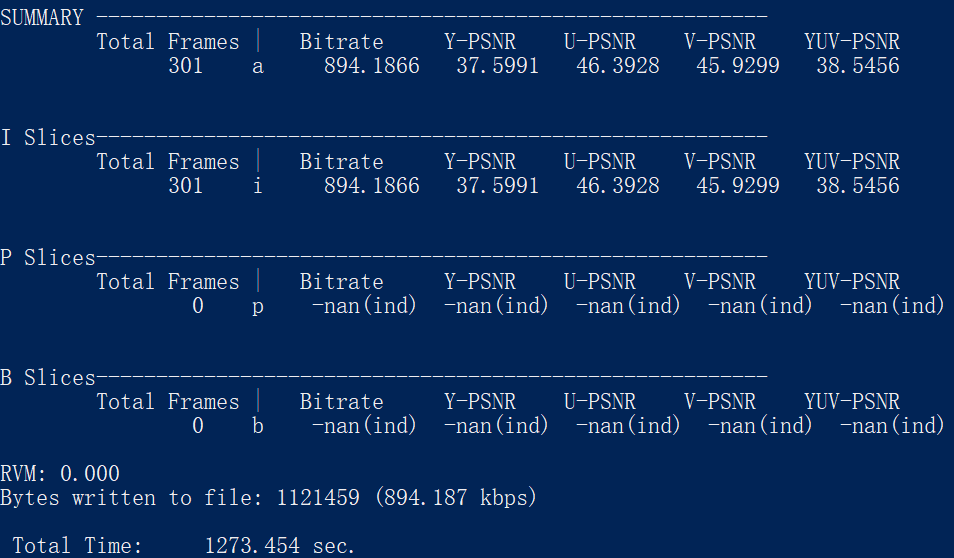 SUMMARY --------------------------------------------------------
        Total Frames |   Bitrate     Y-PSNR    U-PSNR    V-PSNR    YUV-PSNR
              301    a     894.1866   37.5991   46.3928   45.9299   38.5456
I Slices--------------------------------------------------------
        Total Frames |   Bitrate     Y-PSNR    U-PSNR    V-PSNR    YUV-PSNR
              301    i     894.1866   37.5991   46.3928   45.9299   38.5456
P Slices--------------------------------------------------------
        Total Frames |   Bitrate     Y-PSNR    U-PSNR    V-PSNR    YUV-PSNR
                0    p    -nan(ind)  -nan(ind)  -nan(ind)  -nan(ind)  -nan(ind)
B Slices--------------------------------------------------------
        Total Frames |   Bitrate     Y-PSNR    U-PSNR    V-PSNR    YUV-PSNR
                0    b    -nan(ind)  -nan(ind)  -nan(ind)  -nan(ind)  -nan(ind)
RVM: 0.000
Bytes written to file: 1121459 (894.187 kbps)
 Total Time:     1273.454 sec.